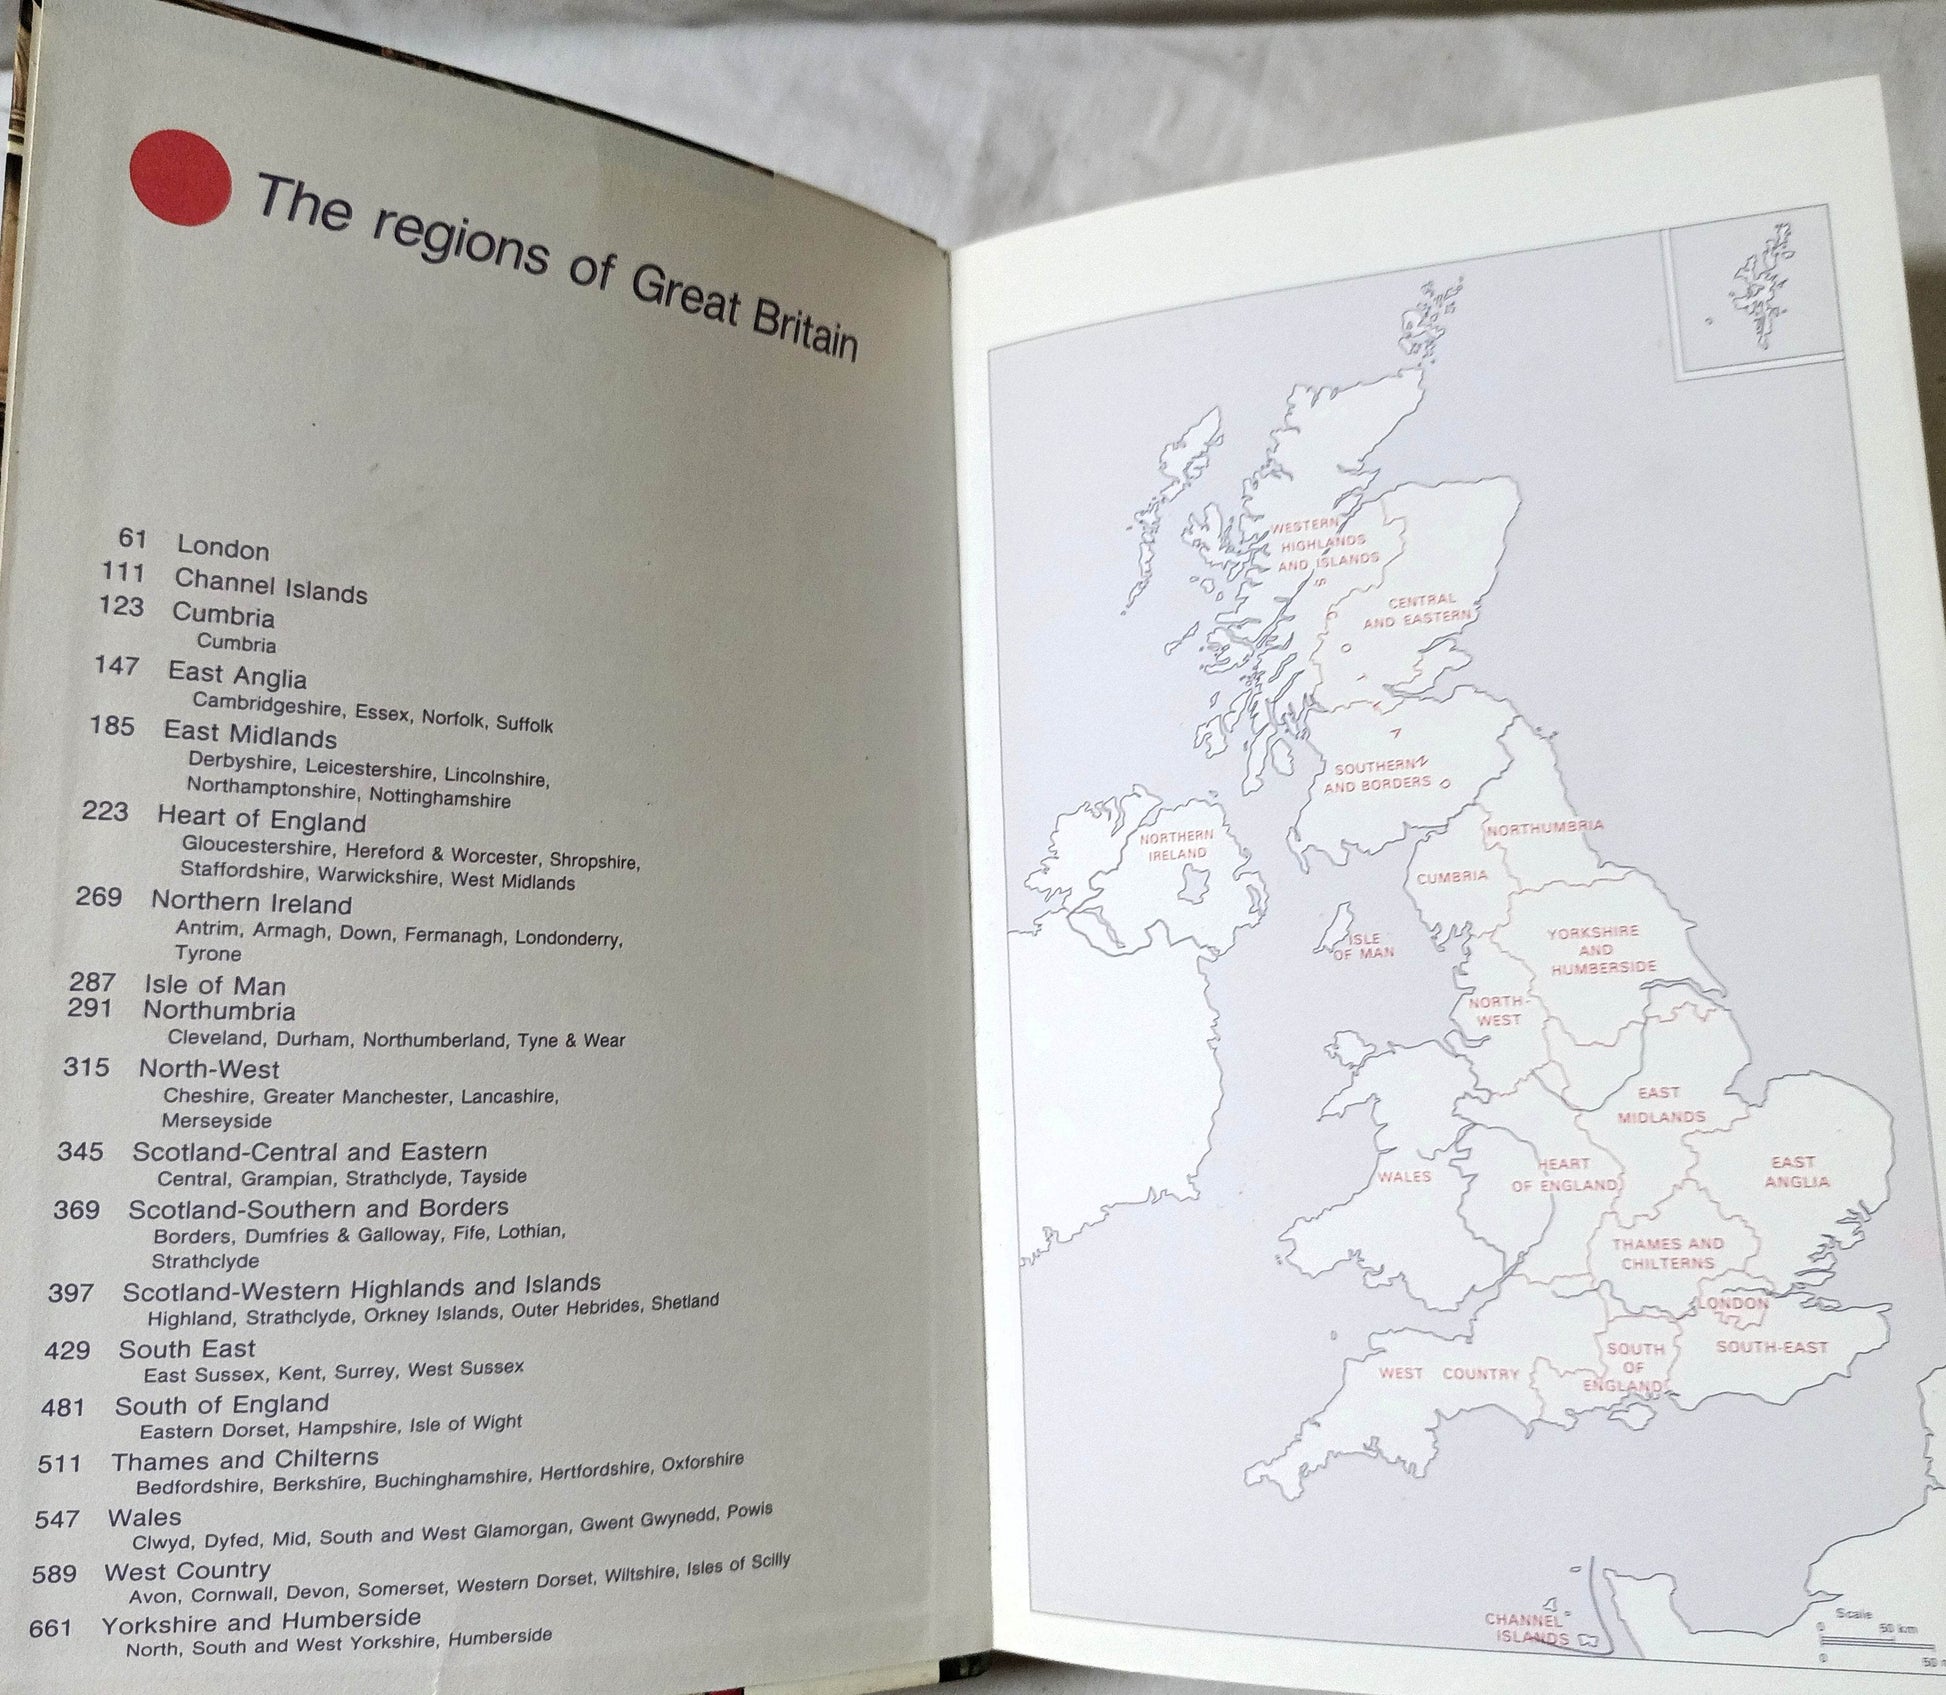 The regions of Great Britain
61 London
111 Channel Islands
123 Cumbria
Cumbria
147 East Anglia
Cambridgeshire, Essex, Norfolk, Suffolk
185 East Midlands
Derbyshire, Leicestershire, Lincolnshire,
Northamptonshire, Nottinghamshire
223 Heart of England
Gloucestershire, Hereford & Worcester, Shropshire,
Staffordshire, Warwickshire, West Midlands
269 Northern Ireland
Antrim, Armagh, Down, Fermanagh, Londonderry,
Tyrone
287 Isle of Man
291 Northumbria
Cleveland, Durham, Northumberland, Tyne & Wear
315 North-West
Cheshire, Greater Manchester, Lancashire,
Merseyside
345 Scotland-Central and Eastern
Central, Grampian, Strathclyde, Tayside
369 Scotland-Southern and Borders
Borders, Dumfries & Galloway, Fife, Lothian,
Strathclyde
397 Scotland-Western Highlands and Islands
Highland, Strathclyde, Orkney Islands, Outer Hebrides, Shetland
429 South East
East Sussex, Kent, Surrey, West Sussex
481 South of England
Eastern Dorset, Hampshire, Isle of Wight
511 Thames and Chilterns
Bedfordshire, Berkshire, Buchinghamshire, Hertfordshire, Oxforshire
547 Wales
Clwyd, Dyfed, Mid, South and West Glamorgan, Gwent Gwynedd, Powis
589 West Country
Avon, Cornwall, Devon, Somerset, Western Dorset, Wiltshire, Isles of Scilly
661 Yorkshire and Humberside
North, South and West Yorkshire, Humberside
WESTERN
HIGHLANDS
AND ISLANDS
SCOTLAND
CENTRAL
AND EASTERN
SOUTHERN
AND BORDERS
NORTHERN
IRELAND
NORTHUMBRIA
CUMBRIA
ISLE
OF MAN
YORKSHIRE
AND
HUMBERSIDE
NORTH-
WEST
EAST
MIDLANDS
WALES
HEART
OF ENGLAND
EAST
ANGLIA
THAMES AND
CHILTERNS
LONDON
WEST COUNTRY
SOUTH
OF
ENGLAND
SOUTH-EAST
CHANNEL
ISLANDS
Scale
0 50 km
0 50 m